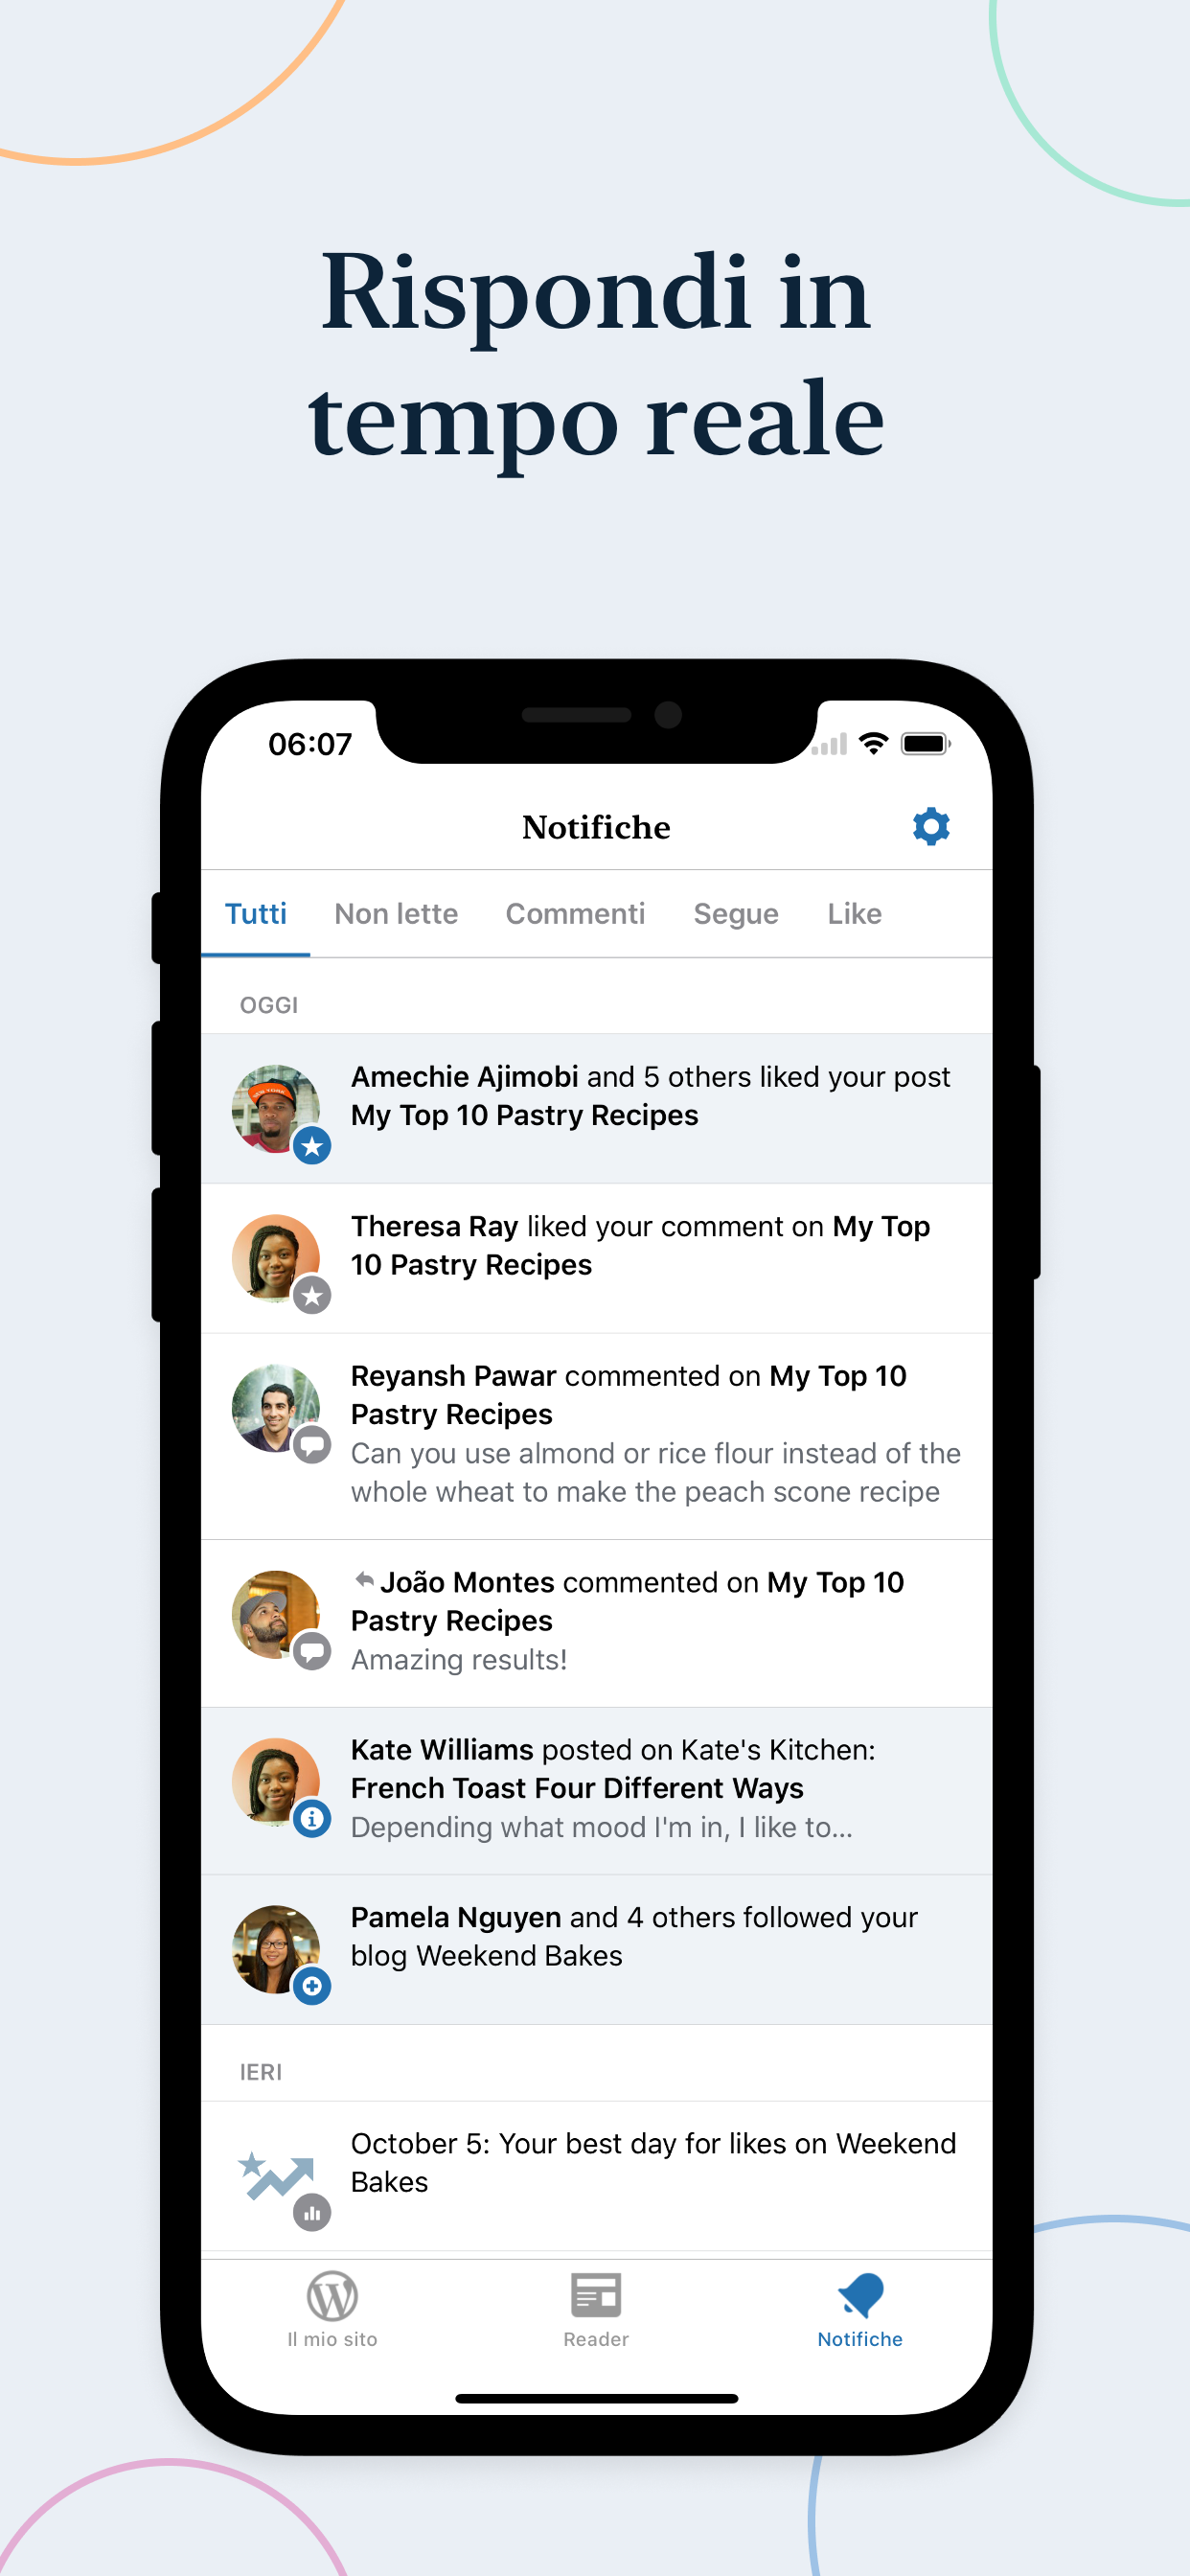 Rispondi in
tempo reale
06:07
Notifiche
Tutti Non lette Commenti Segue Like
OGGI
Amechie Ajimobi and 5 others liked your post
My Top 10 Pastry Recipes
Theresa Ray liked your comment on My Top
10 Pastry Recipes
Reyansh Pawar commented on My Top 10
Pastry Recipes
Can you use almond or rice flour instead of the
whole wheat to make the peach scone recipe
João Montes commented on My Top 10
Pastry Recipes
Amazing results!
Kate Williams posted on Kate's Kitchen:
French Toast Four Different Ways
Depending what mood I'm in, I like to...
Pamela Nguyen and 4 others followed your
blog Weekend Bakes
IERI
October 5: Your best day for likes on Weekend
Bakes
Il mio sito Reader Notifiche